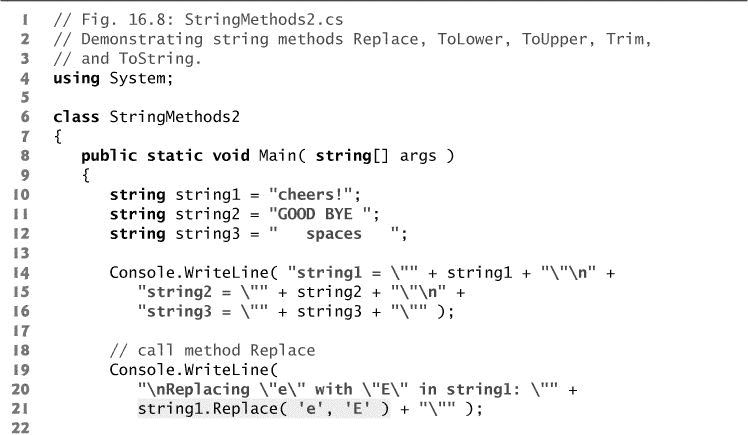 1 // Fig. 16.8: StringMethods2.cs
2 // Demonstrating string methods Replace, ToLower, ToUpper, Trim,
3 // and ToString.
4 using System;
5
6 class StringMethods2
7 {
8    public static void Main( string[] args )
9    {
10       string string1 = "cheers!";
11       string string2 = "GOOD BYE ";
12       string string3 = "   spaces   ";
13
14       Console.WriteLine( "string1 = \"" + string1 + "\"\n" +
15          "string2 = \"" + string2 + "\"\n" +
16          "string3 = \"" + string3 + "\"" );
17
18       // call method Replace
19       Console.WriteLine(
20          "\nReplacing \"e\" with \"E\" in string1: \"" +
21          string1.Replace( 'e', 'E' ) + "\"" );
22